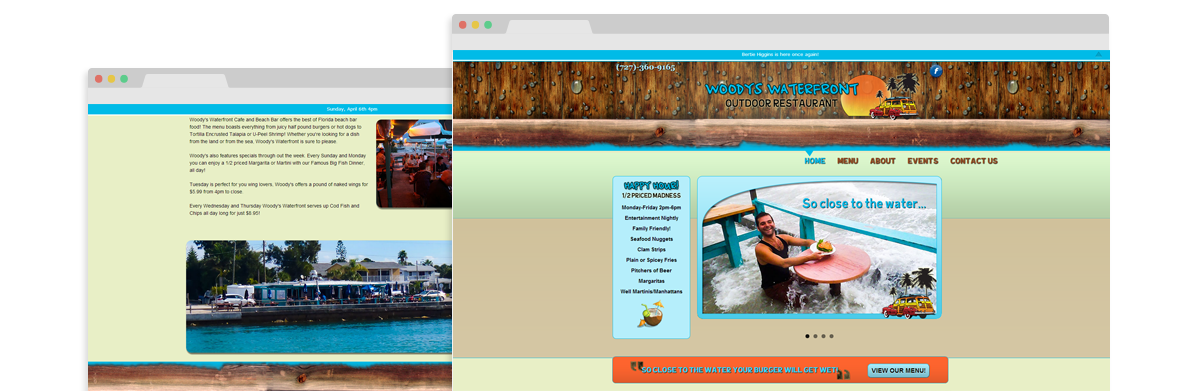 Sunday, April 6th 4pm
Woody's Waterfront Cafe and Beach Bar offers the best of Florida beach bar
food! The menu boasts everything from juicy half pound burgers or hot dogs to
Tortilla Encrusted Talapia or U-Peel Shrimp! Whether you're looking for a dish
from the land or from the sea, Woody's Waterfront is sure to please.
Woody's also features specials through out the week. Every Sunday and Monday
you can enjoy a 1/2 priced Margarita or Martini with our Famous Big Fish Dinner,
all day!
Tuesday is perfect for you wing lovers. Woody's offers a pound of naked wings for
$5.99 from 4pm to close.
Every Wednesday and Thursday Woody's Waterfront serves up Cod Fish and
Chips all day long for just $6.95!
Bertie Higgins is here once again!
(727)-360-9165
WOODYS WATERFRONT
OUTDOOR RESTAURANT
HOME MENU ABOUT EVENTS CONTACT US
HAPPY HOUR!
1/2 PRICED MADNESS
Monday-Friday 2pm-6pm
Entertainment Nightly
Family Friendly!
Seafood Nuggets
Clam Strips
Plain or Spicey Fries
Pitchers of Beer
Margaritas
Well Martinis/Manhattans
So close to the water...
"SO CLOSE TO THE WATER YOUR BURGER WILL GET WET!"
VIEW OUR MENU!